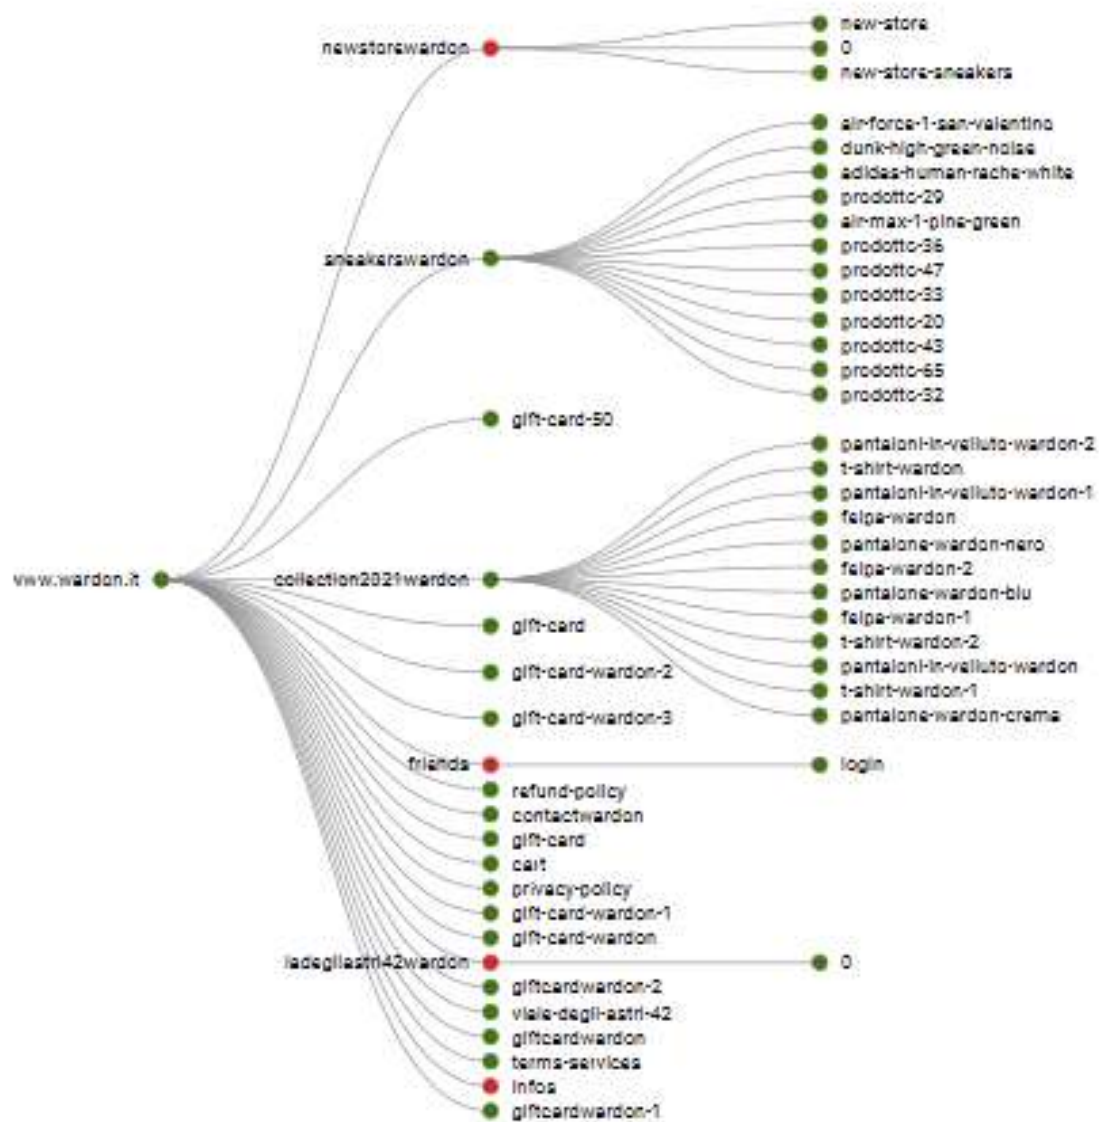 new-store
newstorewardon
0
new-store-sneakers
air-force-1-san-valentino
dunk-high-green-noise
adidas-human-rache-white
prodotto-29
air-max-1-pine-green
prodotto-36
sneakerswardon
prodotto-47
prodotto-33
prodotto-20
prodotto-43
prodotto-65
prodotto-32
gift-card-50
pantaloni-in-velluto-wardon-2
t-shirt-wardon
pantaloni-in-velluto-wardon-1
felpa-wardon
pantalone-wardon-nero
felpa-wardon-2
www.wardon.it
collection2021wardon
pantalone-wardon-blu
felpa-wardon-1
gift-card
t-shirt-wardon-2
pantaloni-in-velluto-wardon
gift-card-wardon-2
t-shirt-wardon-1
pantalone-wardon-crema
gift-card-wardon-3
friends
login
refund-policy
contactwardon
gift-card
cart
privacy-policy
gift-card-wardon-1
gift-card-wardon
iadegliastri42wardon
0
giftcardwardon-2
viale-degli-astri-42
giftcardwardon
terms-services
infos
giftcardwardon-1